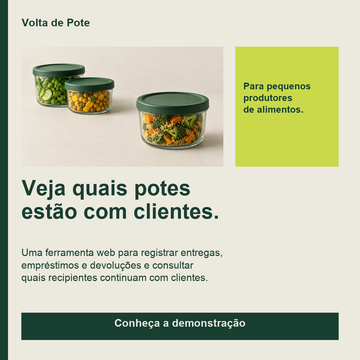 Volta de Pote
Para pequenos
produtores
de alimentos.
Veja quais potes
estão com clientes.
Uma ferramenta web para registrar entregas,
empréstimos e devoluções e consultar
quais recipientes continuam com clientes.
Conheça a demonstração